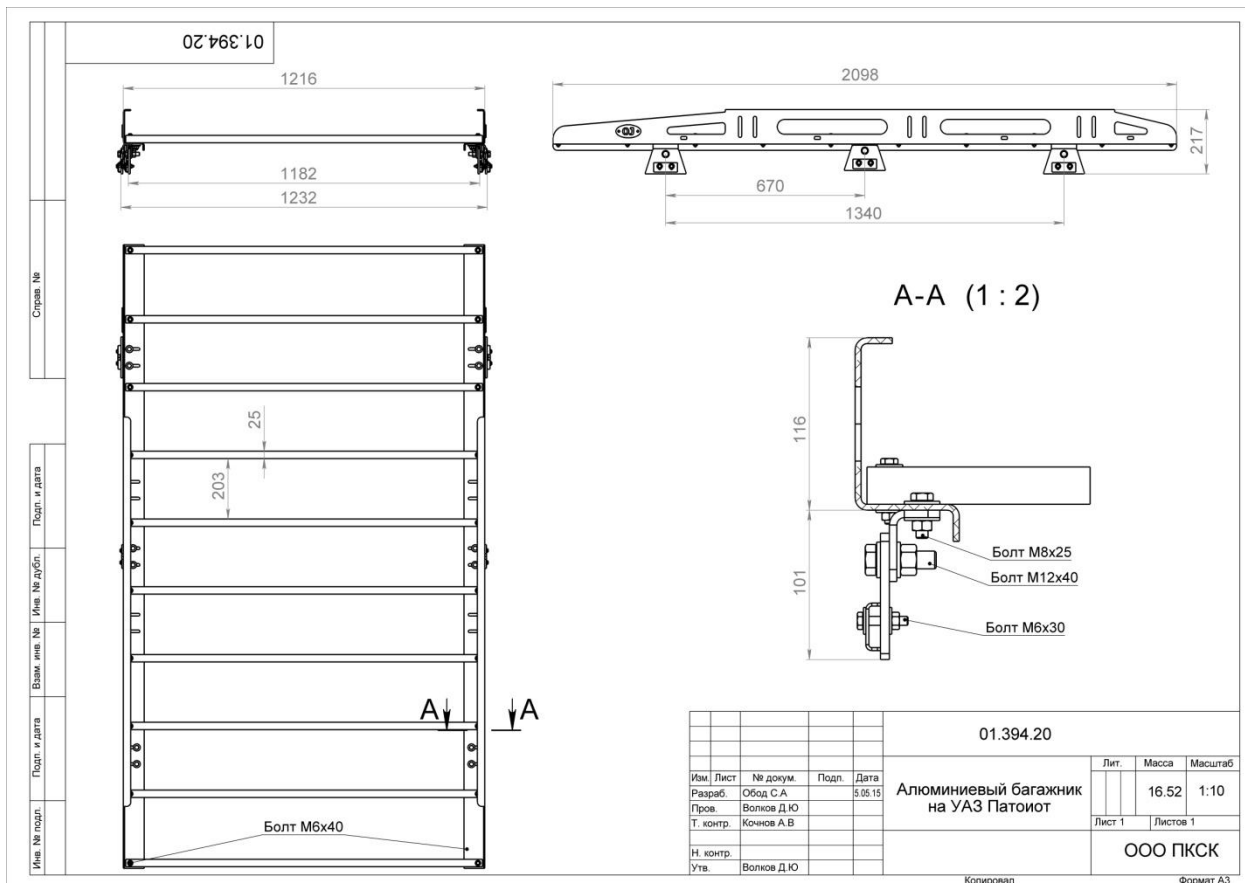 01.394.20
1216
1182
1232
2098
217
670
1340
25
203
А
А
Болт М6х40
А-А (1 : 2)
116
101
Болт М8х25
Болт М12х40
Болт М6х30
Справ. №
Подп. и дата
Инв. № дубл.
Взам. инв. №
Подп. и дата
Инв. № подл.
01.394.20
Изм. Лист № докум. Подп. Дата
Разраб. Обод С.А 5.05.15
Пров. Волков Д.Ю
Т. контр. Кочнов А.В
Н. контр.
Утв. Волков Д.Ю
Алюминиевый багажник
на УАЗ Патоиот
Лит. Масса Масштаб
16.52 1:10
Лист 1 Листов 1
ООО ПКСК
Копировал Формат А3